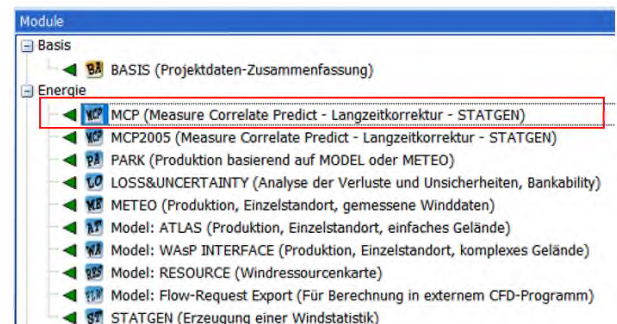 Module
Basis
BA BASIS (Projektdaten-Zusammenfassung)
Energie
MCP MCP (Measure Correlate Predict - Langzeitkorrektur - STATGEN)
MCP MCP2005 (Measure Correlate Predict - Langzeitkorrektur - STATGEN)
PA PARK (Produktion basierend auf MODEL oder METEO)
LO LOSS&UNCERTAINTY (Analyse der Verluste und Unsicherheiten, Bankability)
ME METEO (Produktion, Einzelstandort, gemessene Winddaten)
AT Model: ATLAS (Produktion, Einzelstandort, einfaches Gelände)
WA Model: WAsP INTERFACE (Produktion, Einzelstandort, komplexes Gelände)
RES Model: RESOURCE (Windressourcenkarte)
Model: Flow-Request Export (Für Berechnung in externem CFD-Programm)
ST STATGEN (Erzeugung einer Windstatistik)